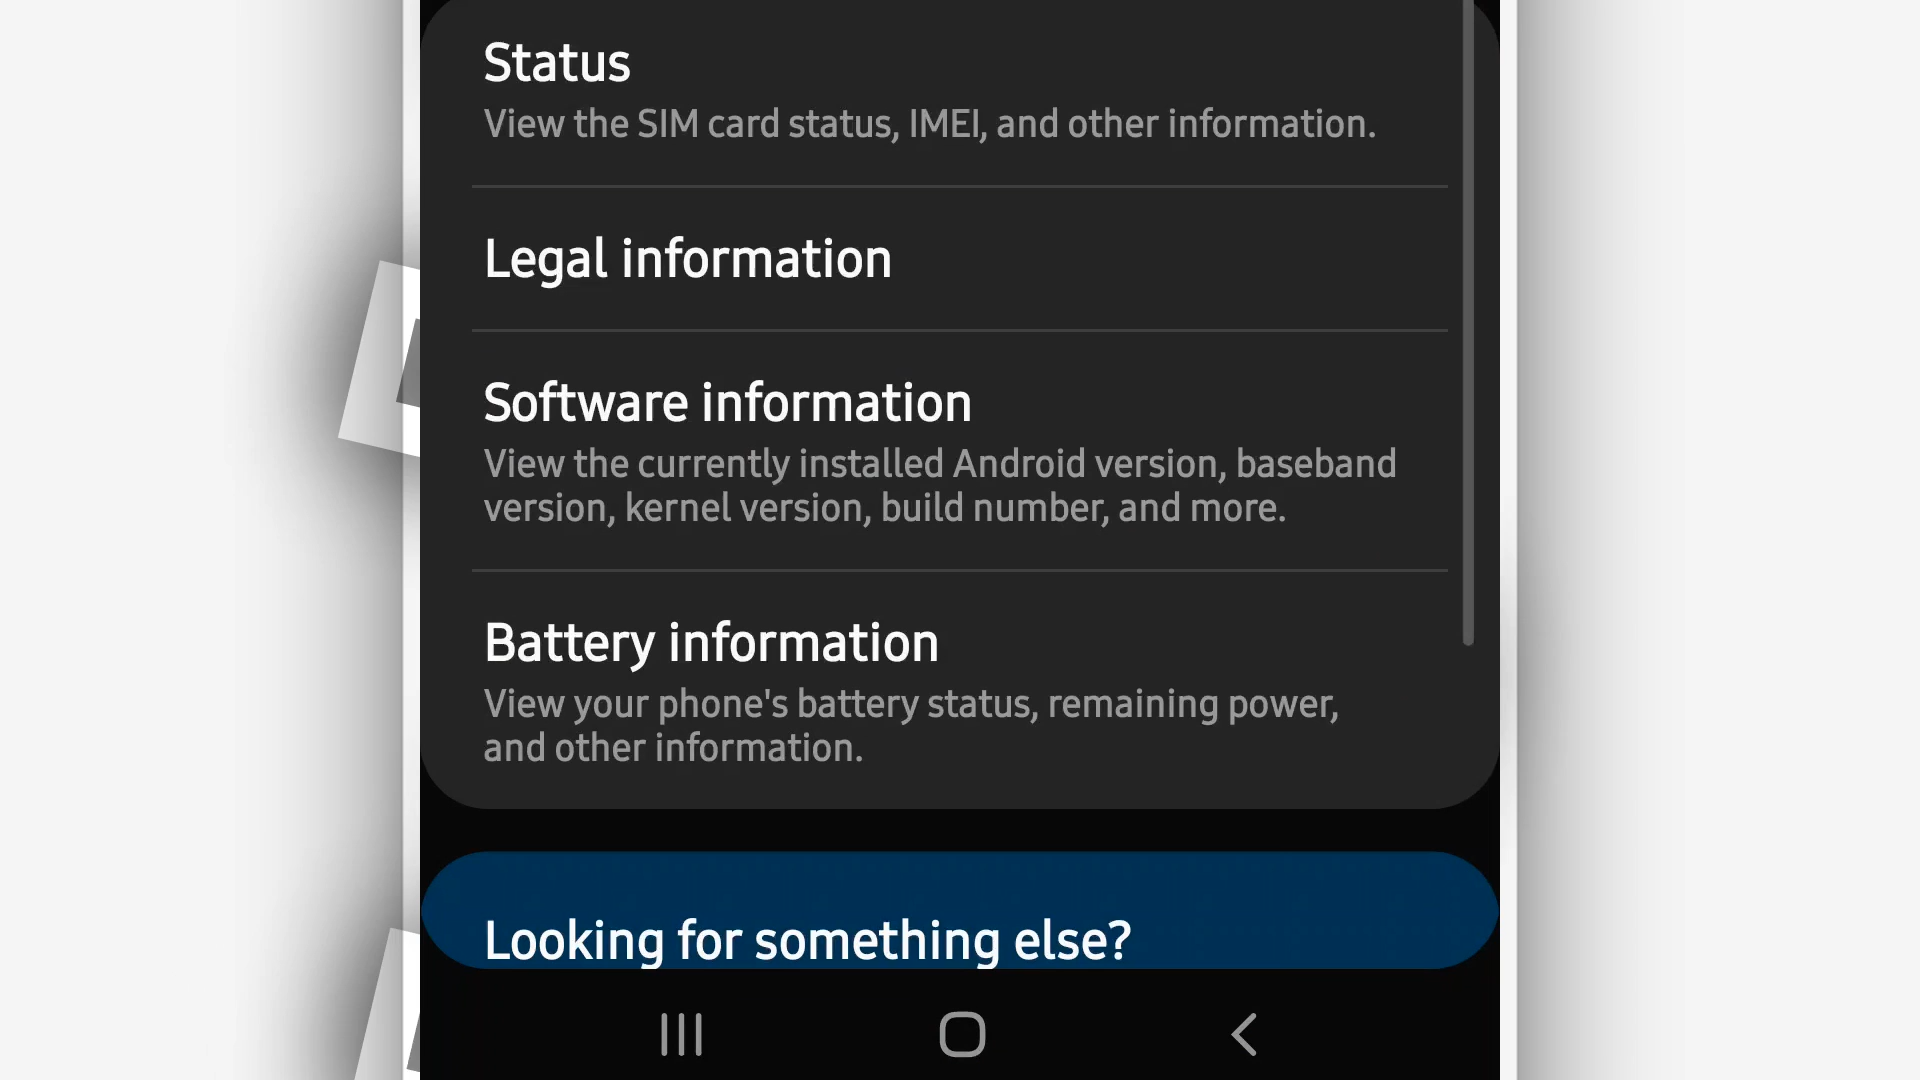 Status
View the SIM card status, IMEI, and other information.
Legal information
Software information
View the currently installed Android version, baseband
version, kernel version, build number, and more.
Battery information
View your phone's battery status, remaining power,
and other information.
Looking for something else?